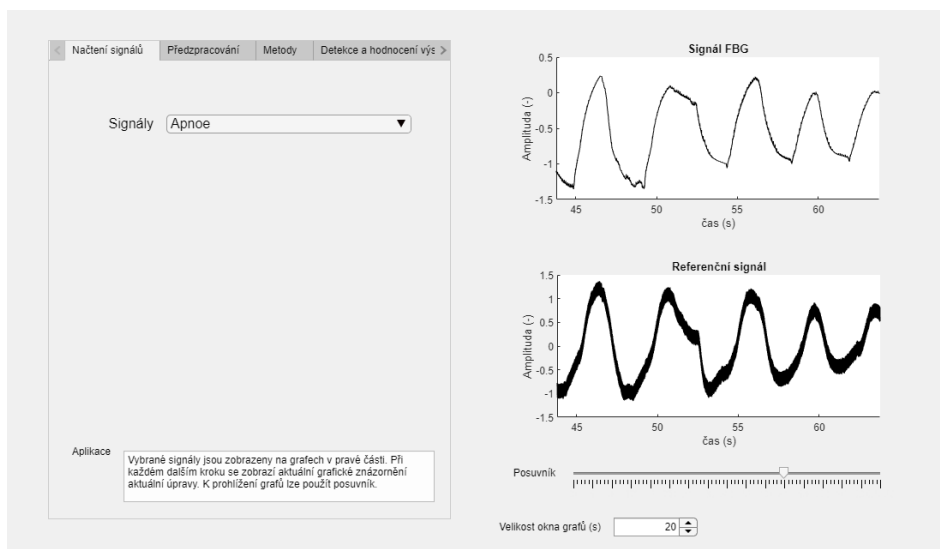 Načtení signálů
Předzpracování
Metody
Detekce a hodnocení výs
Signály
Apnoe
Aplikace
Vybrané signály jsou zobrazeny na grafech v pravé části. Při
každém dalším kroku se zobrazí aktuální grafické znázornění
aktuální úpravy. K prohlížení grafů lze použít posuvník.
Signál FBG
Amplituda (-)
0.5
0
-0.5
-1
-1.5
45 50 55 60
čas (s)
Referenční signál
Amplituda (-)
1.5
1
0.5
0
-0.5
-1
-1.5
45 50 55 60
čas (s)
Posuvník
Velikost okna grafů (s)
20